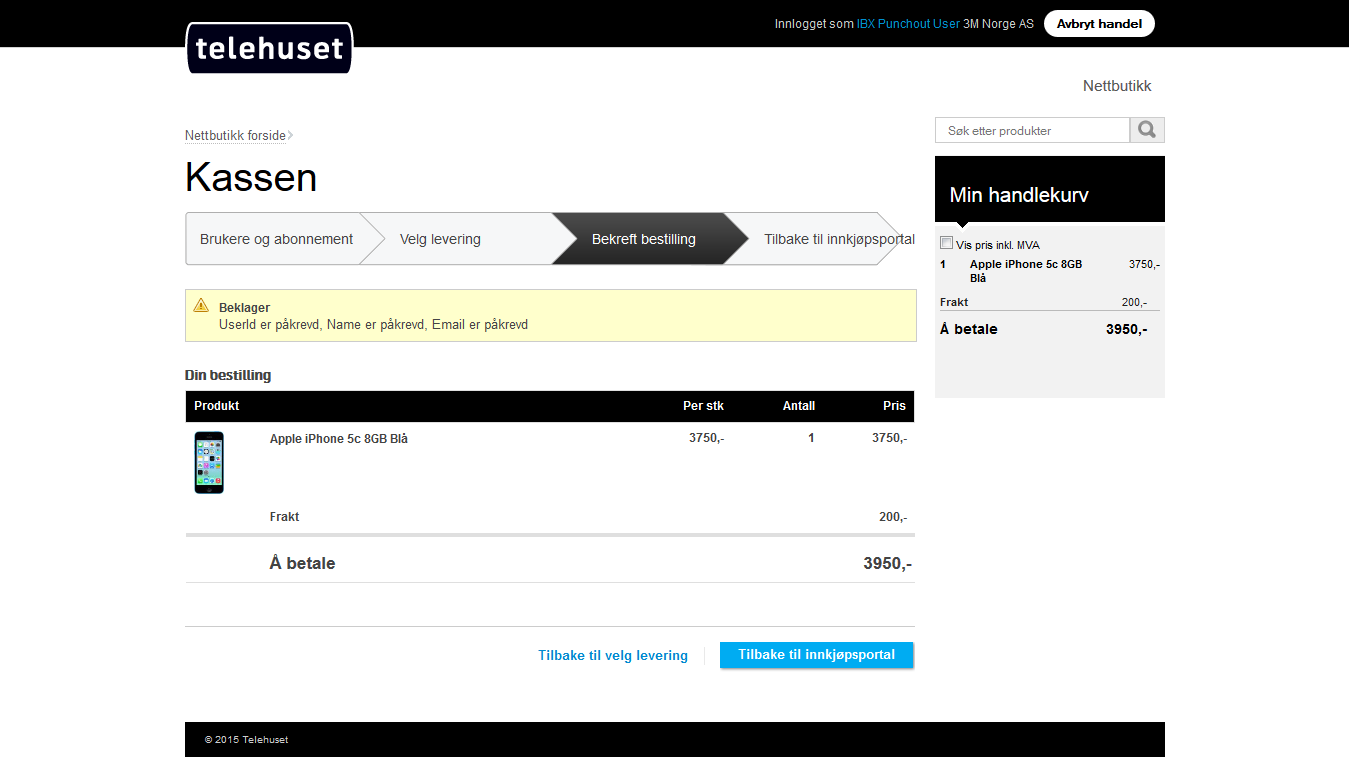 Innlogget som IBX Punchout User 3M Norge AS
Avbryt handel
telehuset
Nettbutikk
Nettbutikk forside
Søk etter produkter
Kassen
Min handlekurv
Brukere og abonnement
Velg levering
Bekreft bestilling
Tilbake til innkjøpsportal
Vis pris inkl. MVA
1 Apple iPhone 5c 8GB 3750,-
Blå
Frakt 200,-
Å betale 3950,-
Beklager
UserId er påkrevd, Name er påkrevd, Email er påkrevd
Din bestilling
Produkt Per stk Antall Pris
Apple iPhone 5c 8GB Blå 3750,- 1 3750,-
Frakt 200,-
Å betale 3950,-
Tilbake til velg levering
Tilbake til innkjøpsportal
© 2015 Telehuset